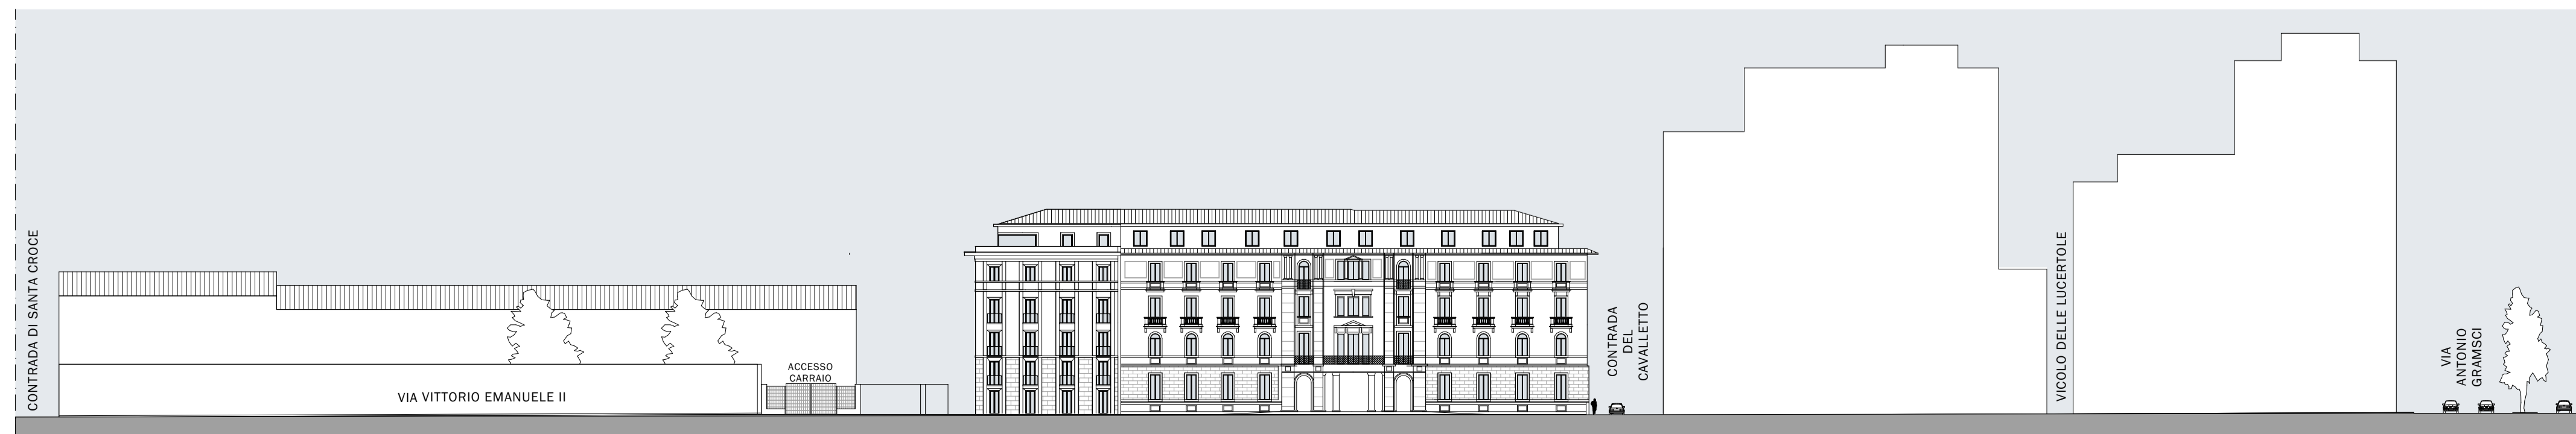 CONTRADA DI SANTA CROCE
VIA VITTORIO EMANUELE II
ACCESSO
CARRAIO
CONTRADA
DEL
CAVALLETTO
VICOLO DELLE LUCERTOLE
VIA
ANTONIO
GRAMSCI